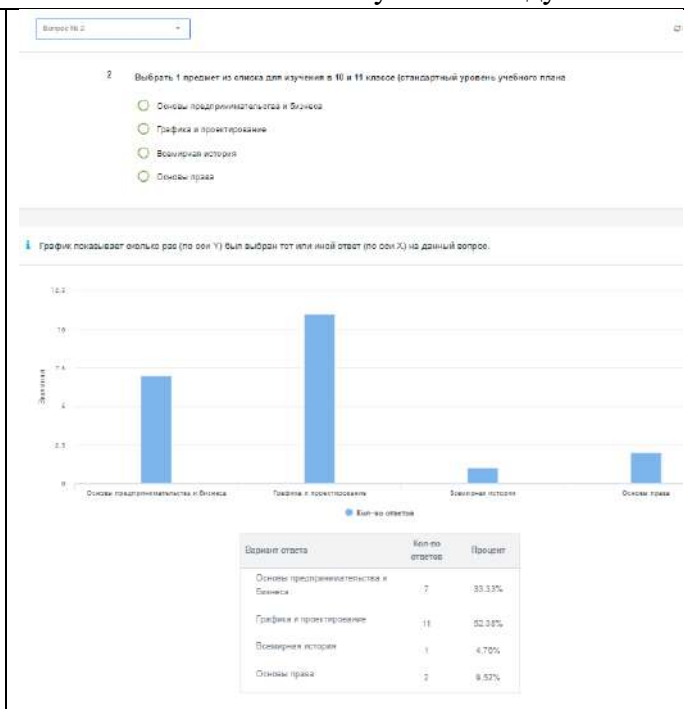 Вопрос № 2
2 Выбрать 1 предмет из списка для изучения в 10 и 11 классе (стандартный уровень учебного плана
Основы предпринимательства и бизнеса
Графика и проектирование
Всемирная история
Основы права
График показывает сколько раз (по оси Y) был выбран тот или иной ответ (по оси X) на данный вопрос.
12.5
10
7.5
5
2.5
0
Значения
Основы предпринимательства и бизнеса Графика и проектирование Всемирная история Основы права
Кол-во ответов
Вариант ответа Кол-во ответов Процент
Основы предпринимательства и
бизнеса 7 33.33%
Графика и проектирование 11 52.38%
Всемирная история 1 4.76%
Основы права 2 9.52%